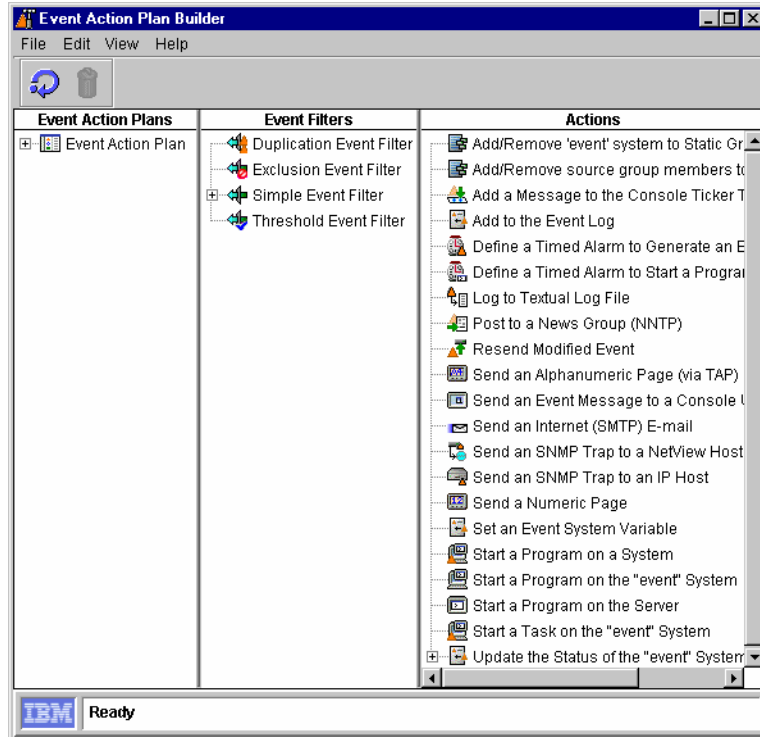 Event Action Plan Builder
File Edit View Help
Event Action Plans
Event Action Plan
Event Filters
Duplication Event Filter
Exclusion Event Filter
Simple Event Filter
Threshold Event Filter
Actions
Add/Remove 'event' system to Static Gr
Add/Remove source group members to
Add a Message to the Console Ticker T
Add to the Event Log
Define a Timed Alarm to Generate an E
Define a Timed Alarm to Start a Progra
Log to Textual Log File
Post to a News Group (NNTP)
Resend Modified Event
Send an Alphanumeric Page (via TAP)
Send an Event Message to a Console U
Send an Internet (SMTP) E-mail
Send an SNMP Trap to a NetView Host
Send an SNMP Trap to an IP Host
Send a Numeric Page
Set an Event System Variable
Start a Program on a System
Start a Program on the "event" System
Start a Program on the Server
Start a Task on the "event" System
Update the Status of the "event" System
IBM Ready